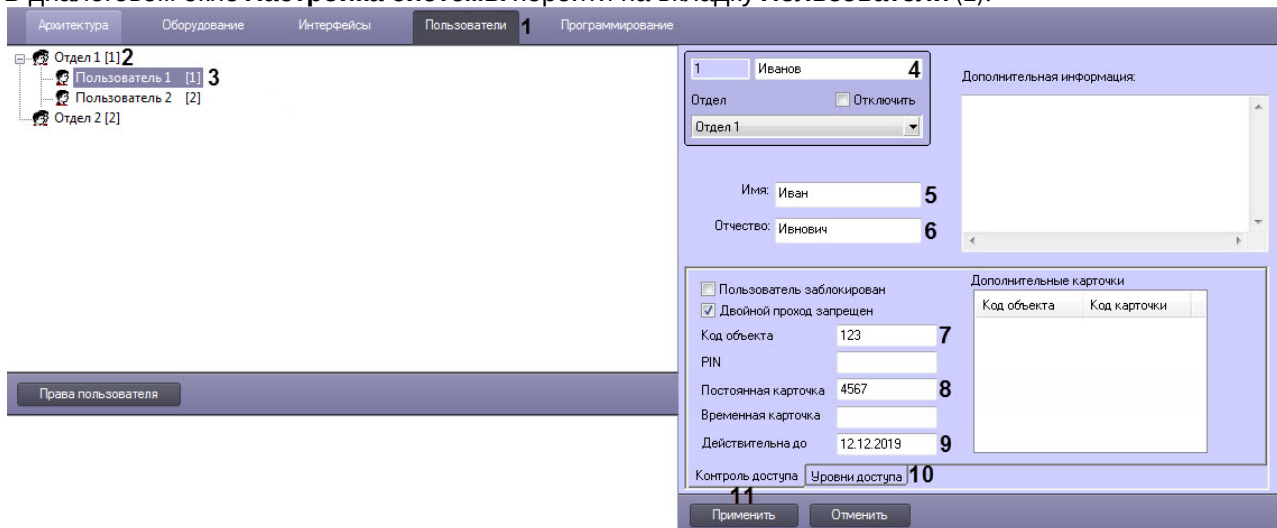 Архитектура Оборудование Интерфейсы Пользователи 1 Программирование
Отдел 1 [1] 2
Пользователь 1 [1] 3
Пользователь 2 [2]
Отдел 2 [2]
Права пользователя
1 Иванов 4
Отдел Отключить
Отдел 1
Дополнительная информация:
Имя: Иван 5
Отчество: Ивнович 6
Пользователь заблокирован
Двойной проход запрещен
Код объекта 123 7
PIN
Постоянная карточка 4567 8
Временная карточка
Действительна до 12.12.2019 9
Дополнительные карточки
Код объекта Код карточки
Контроль доступа Уровни доступа 10
11
Применить Отменить